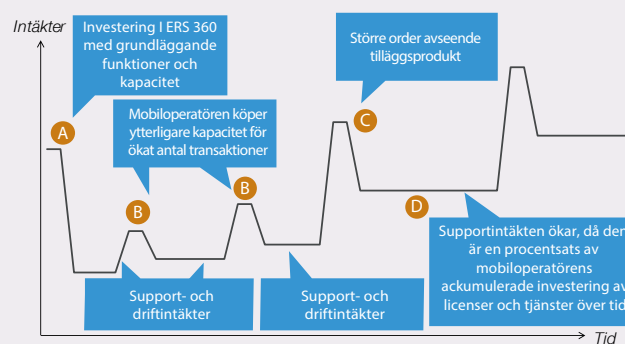 Intäkter
Investering I ERS 360
med grundläggande
funktioner och
kapacitet
Större order avseende
tilläggsprodukt
Mobiloperatören köper
ytterligare kapacitet för
ökat antal transaktioner
A
B
B
C
D
Support- och
driftintäkter
Support- och
driftintäkter
Supportintäkten ökar, då den
är en procentsats av
mobiloperatörens
ackumulerade investering av
licenser och tjänster över tid
Tid